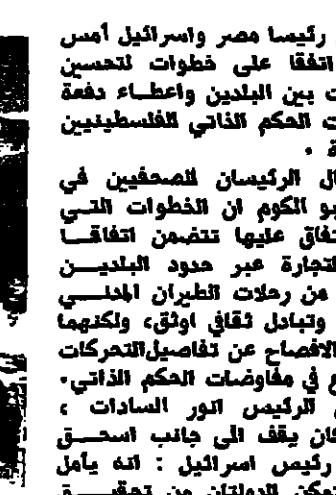 رئيسا مصر واسرائيل أمس
اتفقا على خطوات لتحسين
بين البلدين واعطاء دفعة
الحكم الذاتي للفلسطينيين
الرئيسان للصحفيين في
الكوم ان الخطوات التي
عليها تتضمن اتفاقا
التجارة عبر حدود البلدين
من رحلات الطيران المدني
وتبادل ثقافي اوثق، ولكنهما
الافصاح عن تفاصيل التحركات
في مفاوضات الحكم الذاتي.
الرئيس انور السادات ،
كان يقف الى جانب اسحق
رئيس اسرائيل : انه يأمل
الدولتان من تحقيق